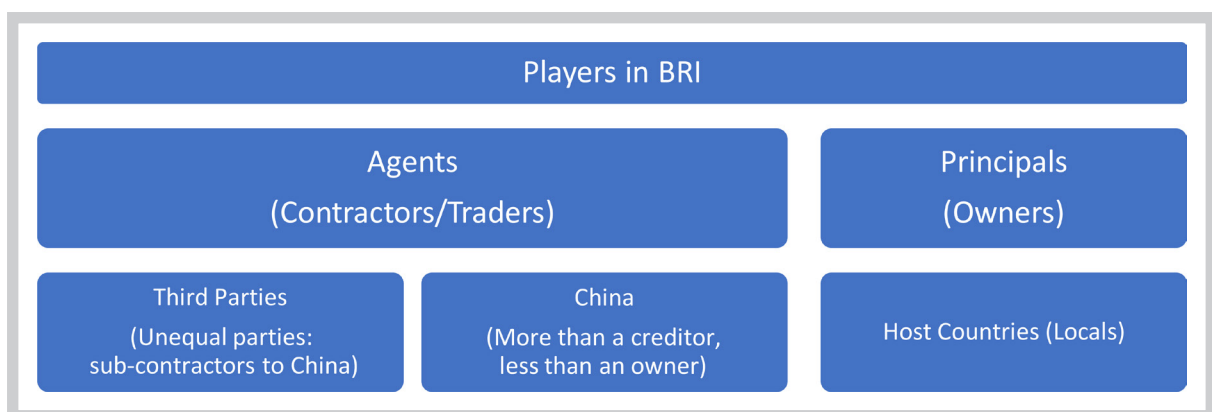 Players in BRI
Agents
(Contractors/Traders)
Principals
(Owners)
Third Parties
(Unequal parties:
sub-contractors to China)
China
(More than a creditor,
less than an owner)
Host Countries (Locals)